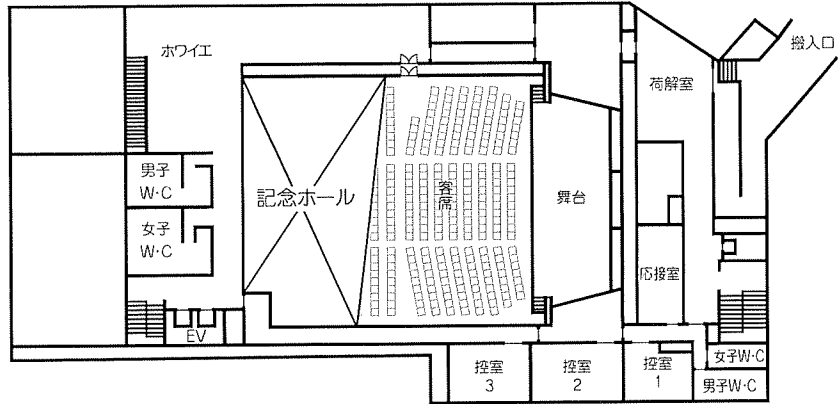 ホワイエ
搬入口
荷解室
男子
W・C
記念ホール
客席
舞台
女子
W・C
応接室
EV
控室
3
控室
2
控室
1
女子W・C
男子W・C